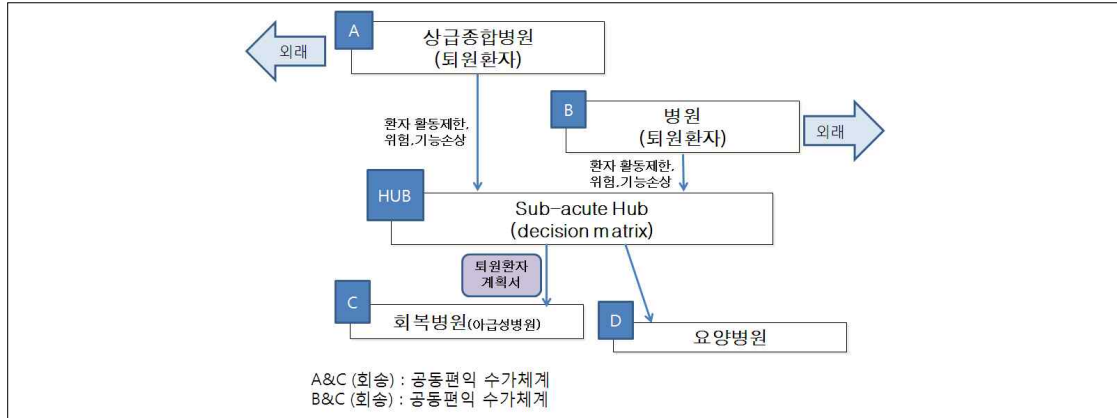 A
상급종합병원
(퇴원환자)
외래
B
병원
(퇴원환자)
외래
환자 활동제한,
위험,기능손상
환자 활동제한,
위험,기능손상
HUB
Sub-acute Hub
(decision matrix)
퇴원환자
계획서
C
회복병원(아급성병원)
D
요양병원
A&C (회송) : 공동편익 수가체계
B&C (회송) : 공동편익 수가체계